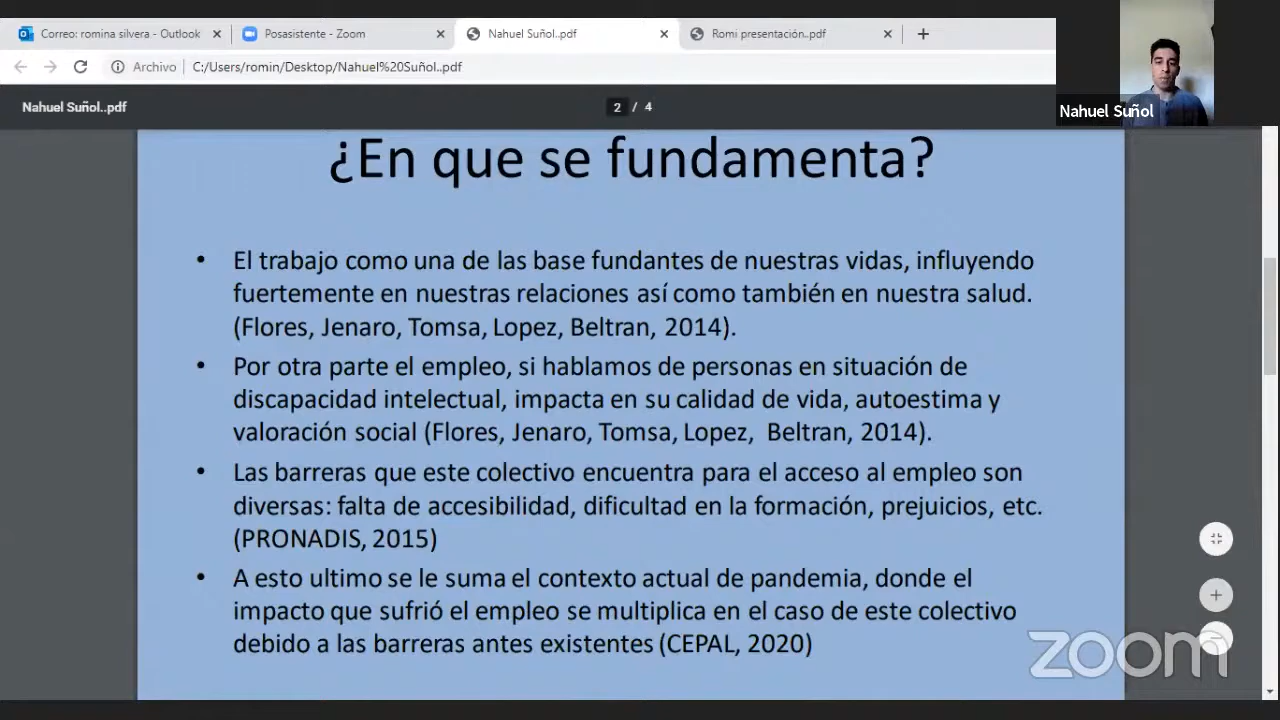 Correo: romina silvera - Outlook
Posasistente - Zoom
Nahuel Suñol..pdf
Romi presentación..pdf
Archivo
C:/Users/romin/Desktop/Nahuel%20Suñol..pdf
Nahuel Suñol..pdf
2 / 4
Nahuel Suñol
¿En que se fundamenta?
• El trabajo como una de las base fundantes de nuestras vidas, influyendo
fuertemente en nuestras relaciones así como también en nuestra salud.
(Flores, Jenaro, Tomsa, Lopez, Beltran, 2014).
• Por otra parte el empleo, si hablamos de personas en situación de
discapacidad intelectual, impacta en su calidad de vida, autoestima y
valoración social (Flores, Jenaro, Tomsa, Lopez, Beltran, 2014).
• Las barreras que este colectivo encuentra para el acceso al empleo son
diversas: falta de accesibilidad, dificultad en la formación, prejuicios, etc.
(PRONADIS, 2015)
• A esto ultimo se le suma el contexto actual de pandemia, donde el
impacto que sufrió el empleo se multiplica en el caso de este colectivo
debido a las barreras antes existentes (CEPAL, 2020)
zoom